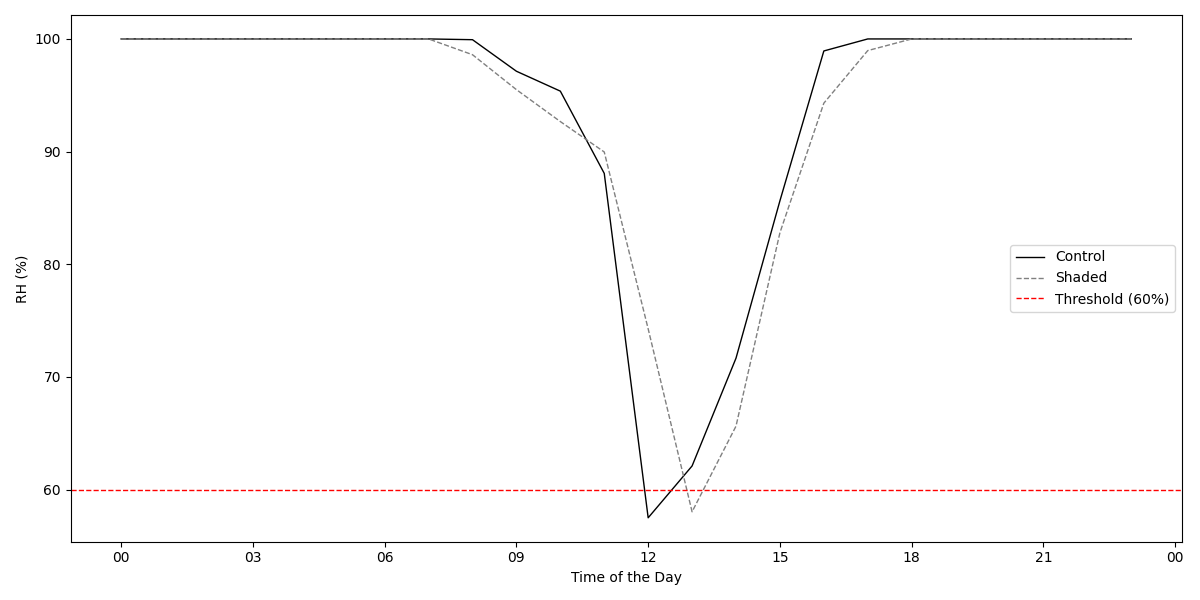 100
90
80
70
60
RH (%)
Control
Shaded
Threshold (60%)
00 03 06 09 12 15 18 21 00
Time of the Day